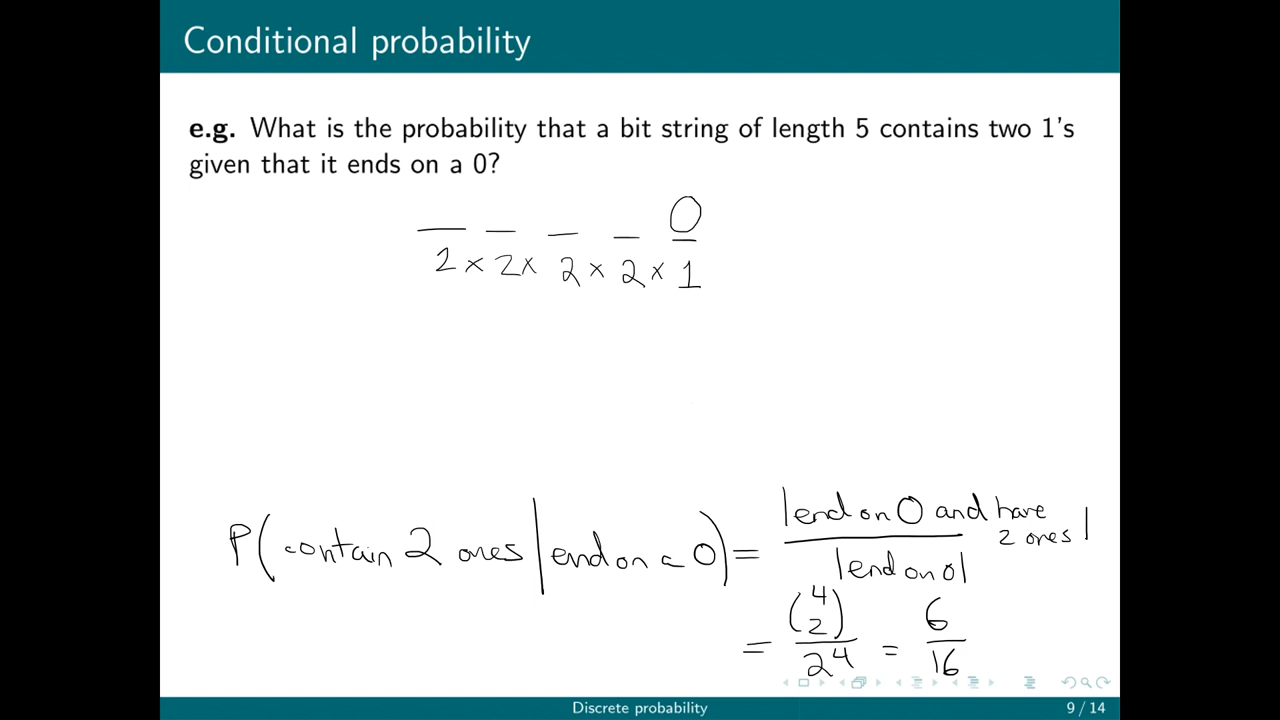 Conditional probability
e.g. What is the probability that a bit string of length 5 contains two 1's
given that it ends on a 0?
0
2 × 2 × 2 × 2 × 1
P(contain 2 ones | end on a 0) = |end on 0 and have 2 ones| / |end on 0|
= (4 2) / 2^4 = 6/16
Discrete probability
9 / 14